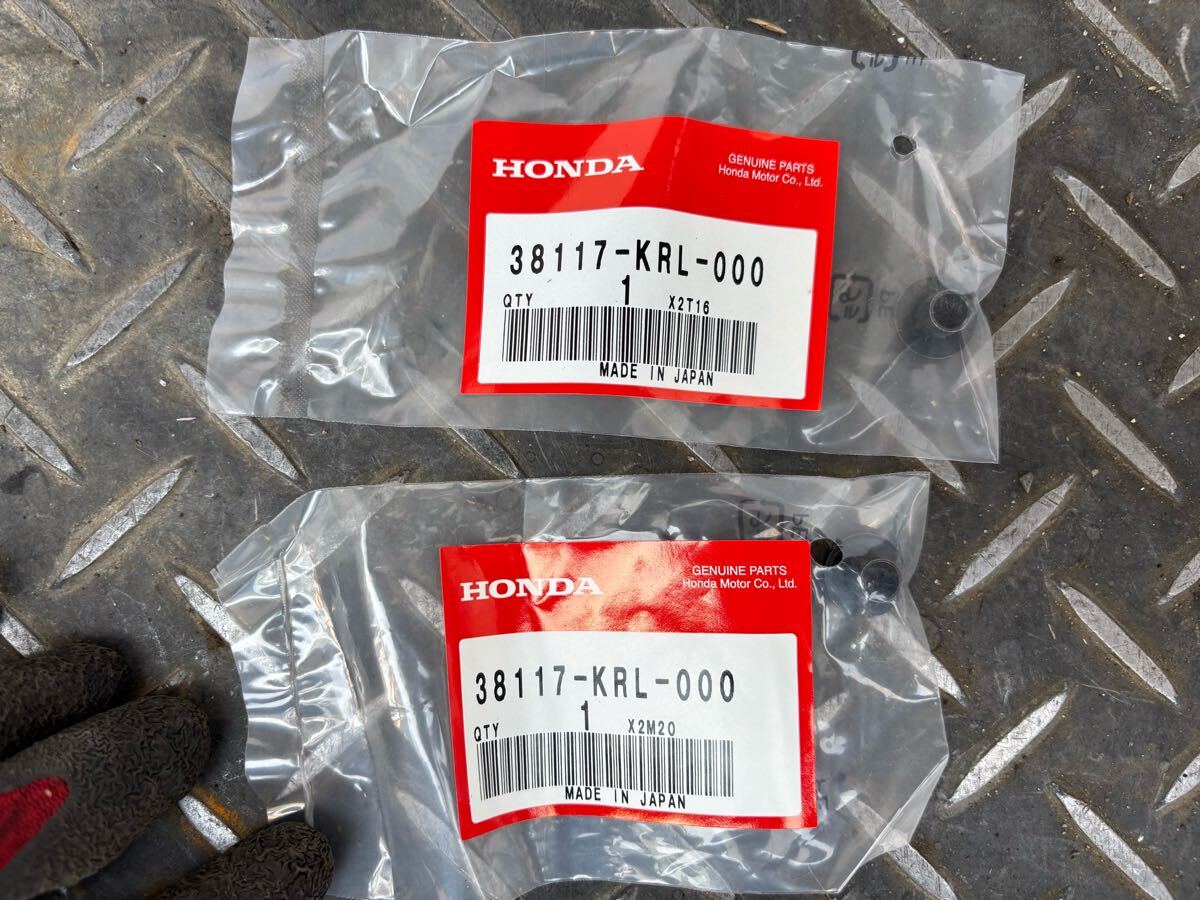 HONDA
GENUINE PARTS
Honda Motor Co., Ltd.
38117-KRL-000
QTY 1 X2T16
MADE IN JAPAN
HONDA
GENUINE PARTS
Honda Motor Co., Ltd.
38117-KRL-000
QTY 1 X2M20
MADE IN JAPAN